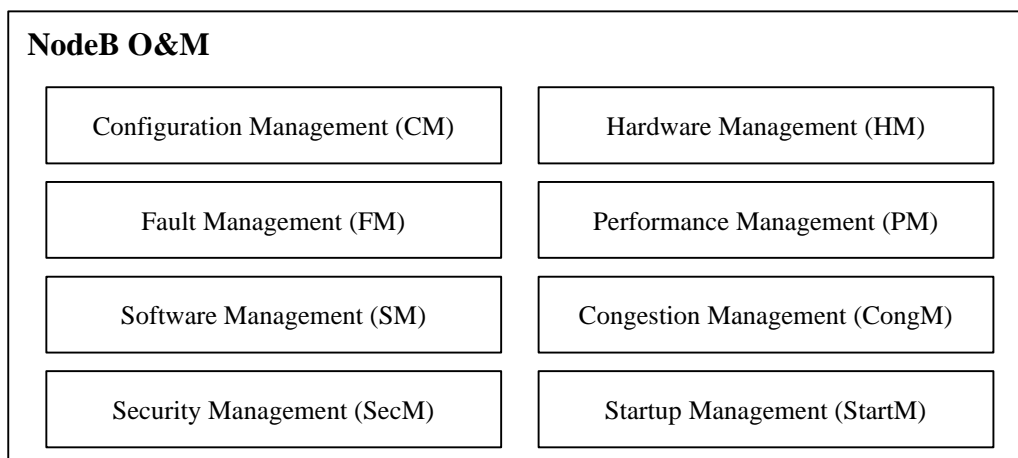 NodeB O&M
Configuration Management (CM)
Hardware Management (HM)
Fault Management (FM)
Performance Management (PM)
Software Management (SM)
Congestion Management (CongM)
Security Management (SecM)
Startup Management (StartM)